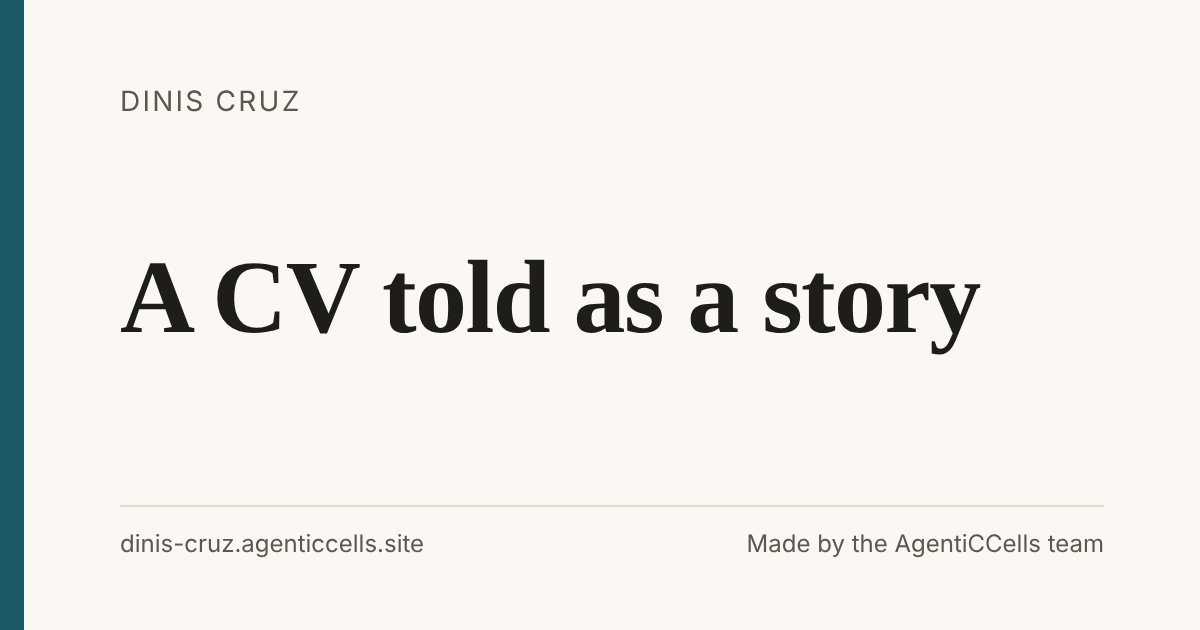 DINIS CRUZ
A CV told as a story
dinis-cruz.agenticcells.site
Made by the AgentiCCells team